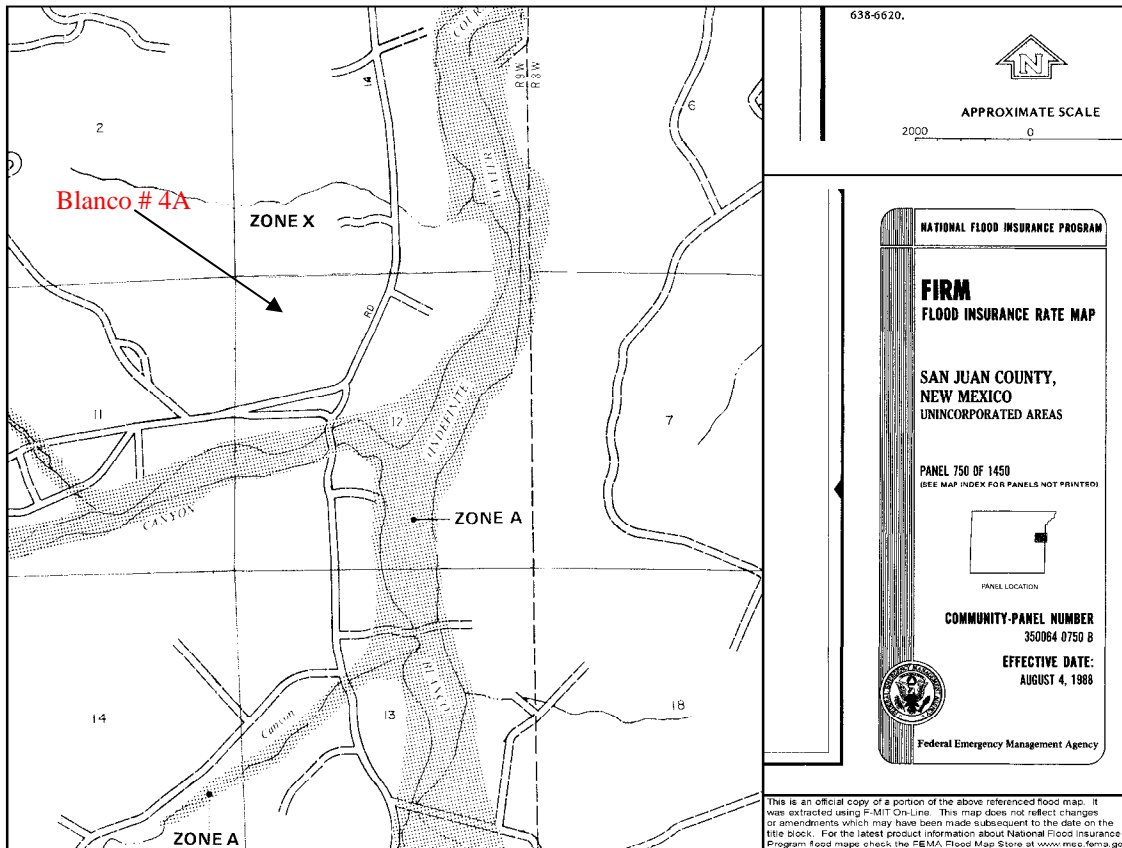 COUR
R9W
R8W
14
2
6
RD
Blanco # 4A
ZONE X
11
12
7
INDEFINITE
CANYON
ZONE A
14
Canyon
13
BLANCO
18
ZONE A
638-6620.
N
APPROXIMATE SCALE
2000 0
NATIONAL FLOOD INSURANCE PROGRAM
FIRM
FLOOD INSURANCE RATE MAP
SAN JUAN COUNTY,
NEW MEXICO
UNINCORPORATED AREAS
PANEL 750 OF 1450
(SEE MAP INDEX FOR PANELS NOT PRINTED)
PANEL LOCATION
COMMUNITY-PANEL NUMBER
350064 0750 B
EFFECTIVE DATE:
AUGUST 4, 1988
Federal Emergency Management Agency
This is an official copy of a portion of the above referenced flood map. It
was extracted using F-MIT On-Line. This map does not reflect changes
or amendments which may have been made subsequent to the date on the
title block. For the latest product information about National Flood Insurance
Program flood maps check the FEMA Flood Map Store at www.msc.fema.go